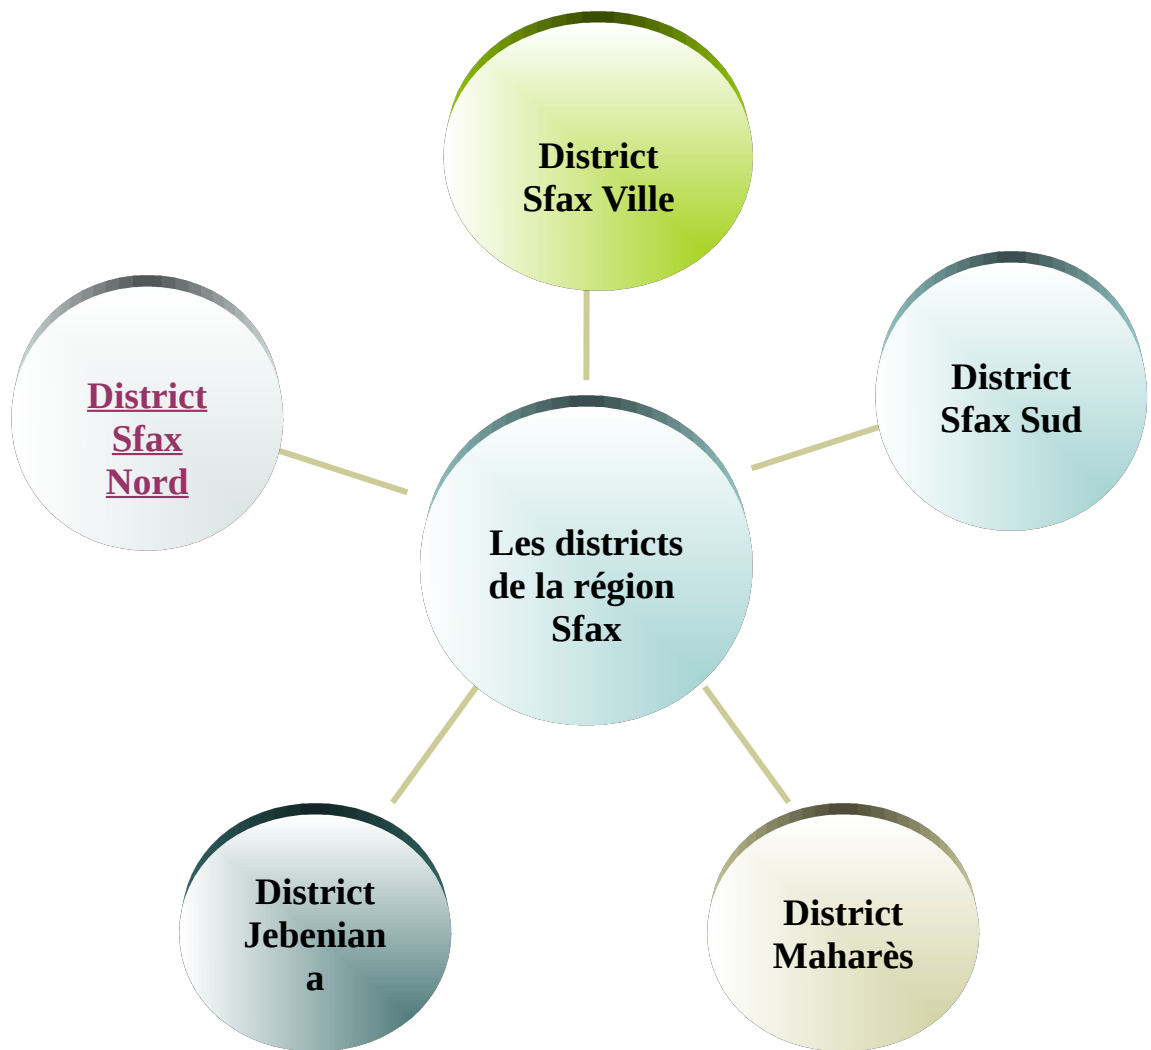 District
Sfax Ville
District
Sfax Sud
District
Sfax
Nord
Les districts
de la région
Sfax
District
Jebenian
a
District
Maharès